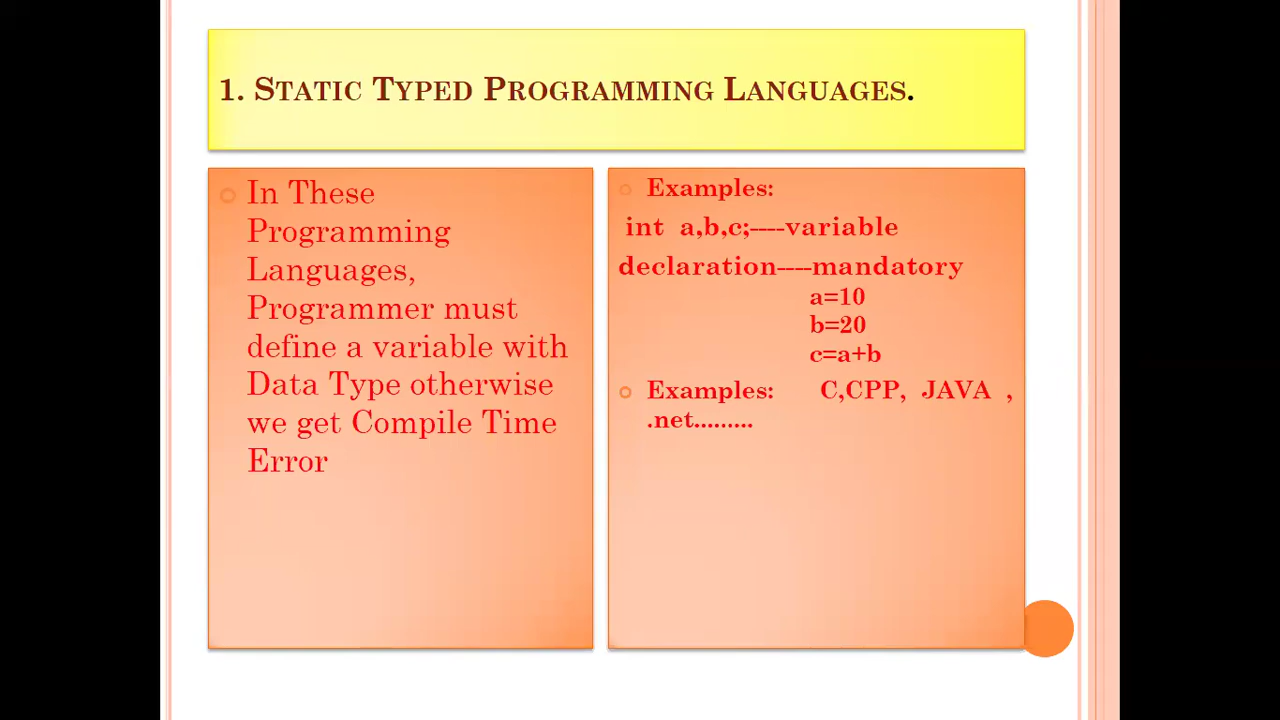 1. Static Typed Programming Languages.
In These
Programming
Languages,
Programmer must
define a variable with
Data Type otherwise
we get Compile Time
Error
Examples:
int a,b,c;----variable
declaration----mandatory
a=10
b=20
c=a+b
Examples: C,CPP, JAVA ,
.net.........